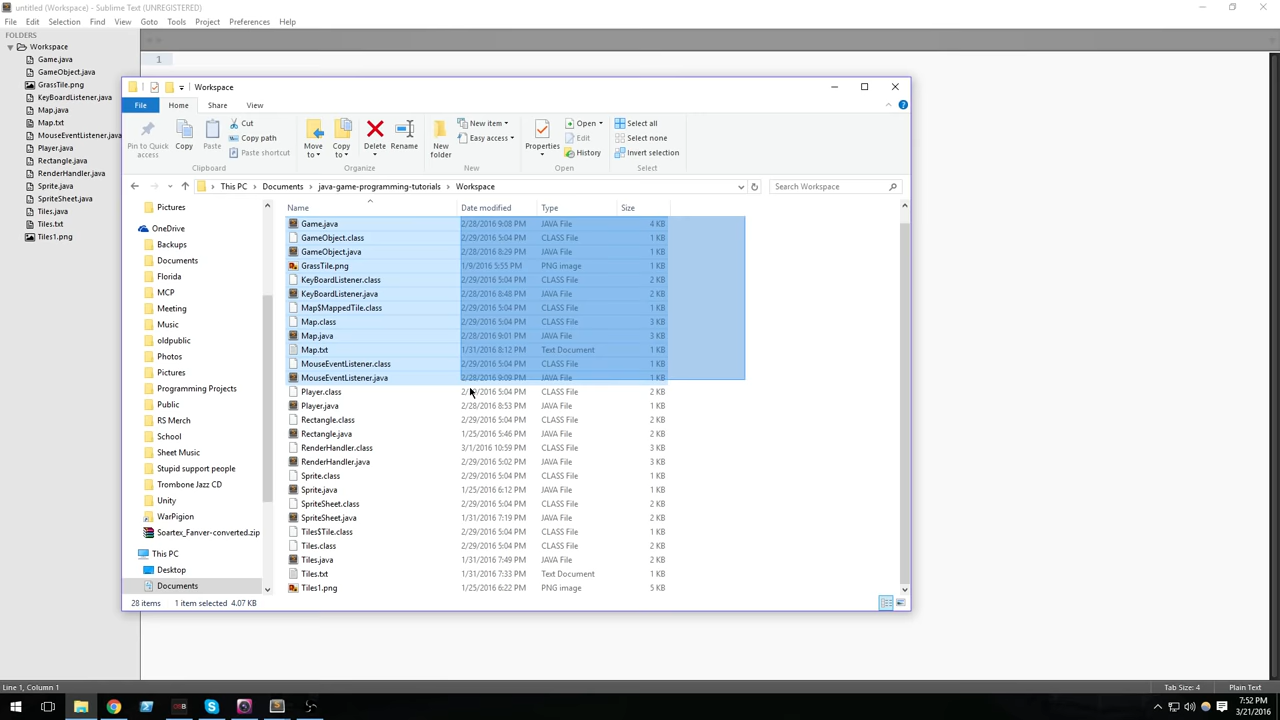 untitled (Workspace) - Sublime Text (UNREGISTERED)
File Edit Selection Find View Goto Tools Project Preferences Help
FOLDERS
Workspace
Game.java
GameObject.java
GrassTile.png
KeyBoardListener.java
Map.java
Map.txt
MouseEventListener.java
Player.java
Rectangle.java
RenderHandler.java
Sprite.java
SpriteSheet.java
Tiles.java
Tiles.txt
Tiles1.png
1
Workspace
File Home Share View
Pin to Quick access
Copy
Paste
Cut
Copy path
Paste shortcut
Clipboard
Move to
Copy to
Delete
Rename
Organize
New folder
New item
Easy access
New
Properties
Open
Edit
History
Open
Select all
Select none
Invert selection
Select
This PC > Documents > java-game-programming-tutorials > Workspace
Search Workspace
Pictures
OneDrive
Backups
Documents
Florida
MCP
Meeting
Music
oldpublic
Photos
Pictures
Programming Projects
Public
RS Merch
School
Sheet Music
Stupid support people
Trombone Jazz CD
Unity
WarPigion
Soartex_Fanver-converted.zip
This PC
Desktop
Documents
Name Date modified Type Size
Game.java 2/28/2016 9:08 PM JAVA File 4 KB
GameObject.class 2/29/2016 5:04 PM CLASS File 1 KB
GameObject.java 2/28/2016 8:29 PM JAVA File 1 KB
GrassTile.png 1/9/2016 5:55 PM PNG image 1 KB
KeyBoardListener.class 2/29/2016 5:04 PM CLASS File 2 KB
KeyBoardListener.java 2/28/2016 8:48 PM JAVA File 2 KB
Map$MappedTile.class 2/29/2016 5:04 PM CLASS File 1 KB
Map.class 2/29/2016 5:04 PM CLASS File 3 KB
Map.java 2/28/2016 9:01 PM JAVA File 3 KB
Map.txt 1/31/2016 8:12 PM Text Document 1 KB
MouseEventListener.class 2/29/2016 5:04 PM CLASS File 1 KB
MouseEventListener.java 2/28/2016 9:09 PM JAVA File 1 KB
Player.class 5:04 PM CLASS File 2 KB
Player.java 2/28/2016 8:53 PM JAVA File 1 KB
Rectangle.class 2/29/2016 5:04 PM CLASS File 2 KB
Rectangle.java 1/25/2016 5:46 PM JAVA File 2 KB
RenderHandler.class 3/1/2016 10:59 PM CLASS File 3 KB
RenderHandler.java 2/29/2016 5:02 PM JAVA File 3 KB
Sprite.class 2/29/2016 5:04 PM CLASS File 2 KB
Sprite.java 1/25/2016 6:12 PM JAVA File 2 KB
SpriteSheet.class 2/29/2016 5:04 PM CLASS File 2 KB
SpriteSheet.java 1/31/2016 7:19 PM JAVA File 2 KB
Tiles$Tile.class 2/29/2016 5:04 PM CLASS File 1 KB
Tiles.class 2/29/2016 5:04 PM CLASS File 2 KB
Tiles.java 1/31/2016 7:49 PM JAVA File 2 KB
Tiles.txt 1/31/2016 7:33 PM Text Document 1 KB
Tiles1.png 1/25/2016 6:22 PM PNG image 5 KB
28 items 1 item selected 4.07 KB
Line 1, Column 1 Tab Size: 4 Plain Text
7:52 PM
3/21/2016